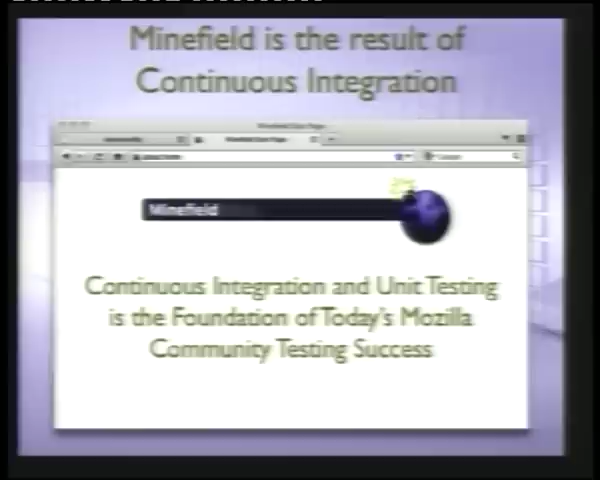 Minefield is the result of
Continuous Integration
Minefield
Continuous Integration and Unit Testing
is the Foundation of Today's Mozilla
Community Testing Success